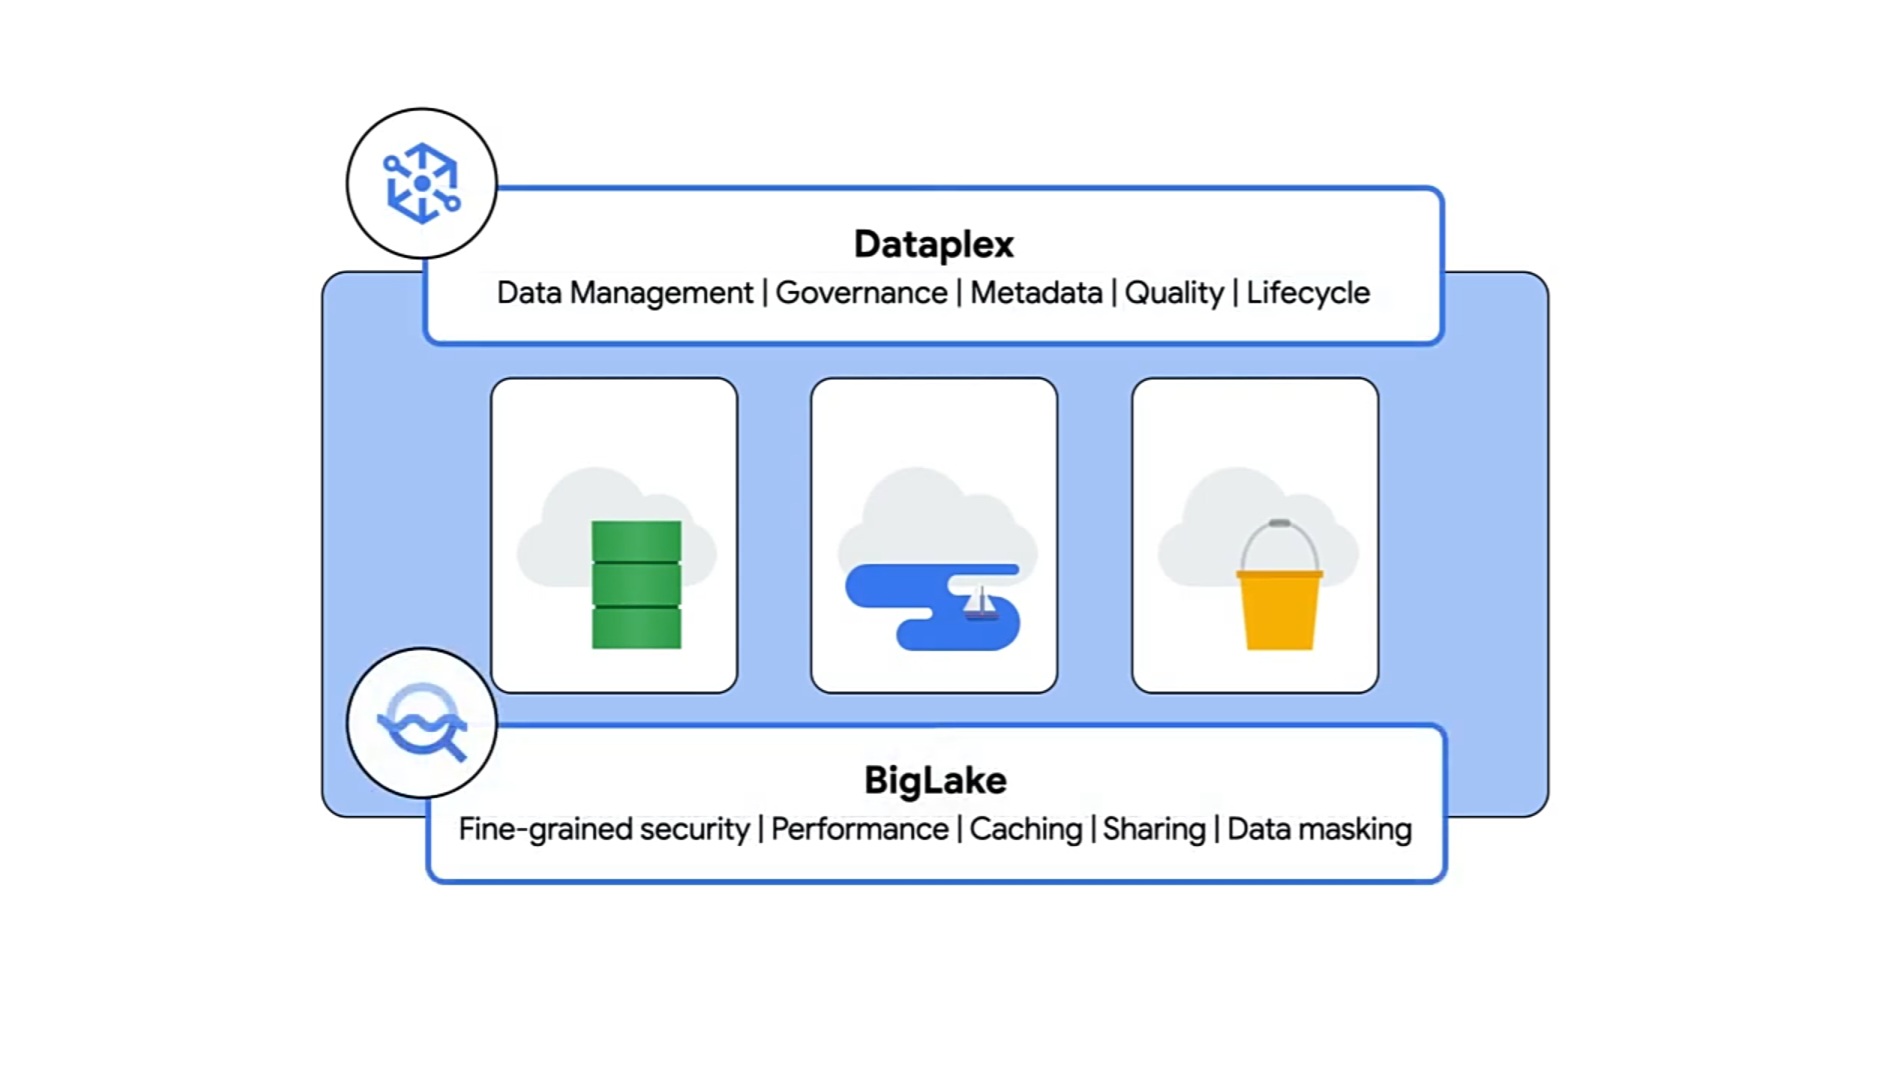 Dataplex
Data Management | Governance | Metadata | Quality | Lifecycle
BigLake
Fine-grained security | Performance | Caching | Sharing | Data masking